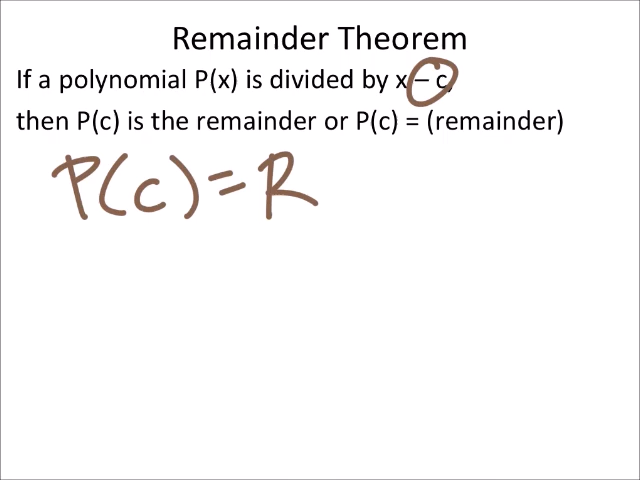 Remainder Theorem
If a polynomial P(x) is divided by x – c,
then P(c) is the remainder or P(c) = (remainder)
P(c) = R